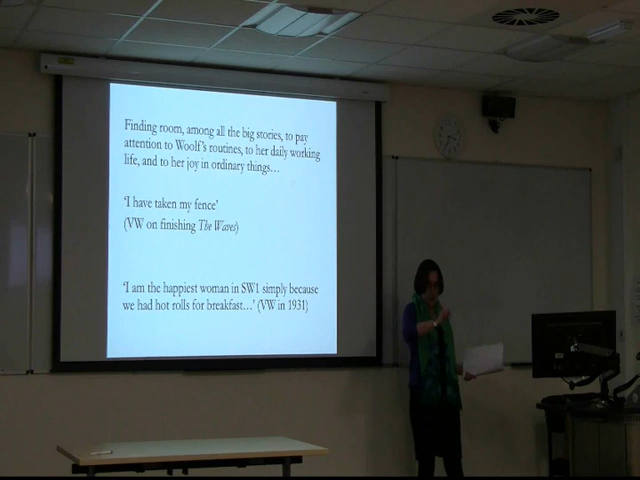 Finding room, among all the big stories, to pay
attention to Woolf's routines, to her daily working
life, and to her joy in ordinary things…
'I have taken my fence'
(VW on finishing The Waves)
'I am the happiest woman in SW1 simply because
we had hot rolls for breakfast…' (VW in 1931)